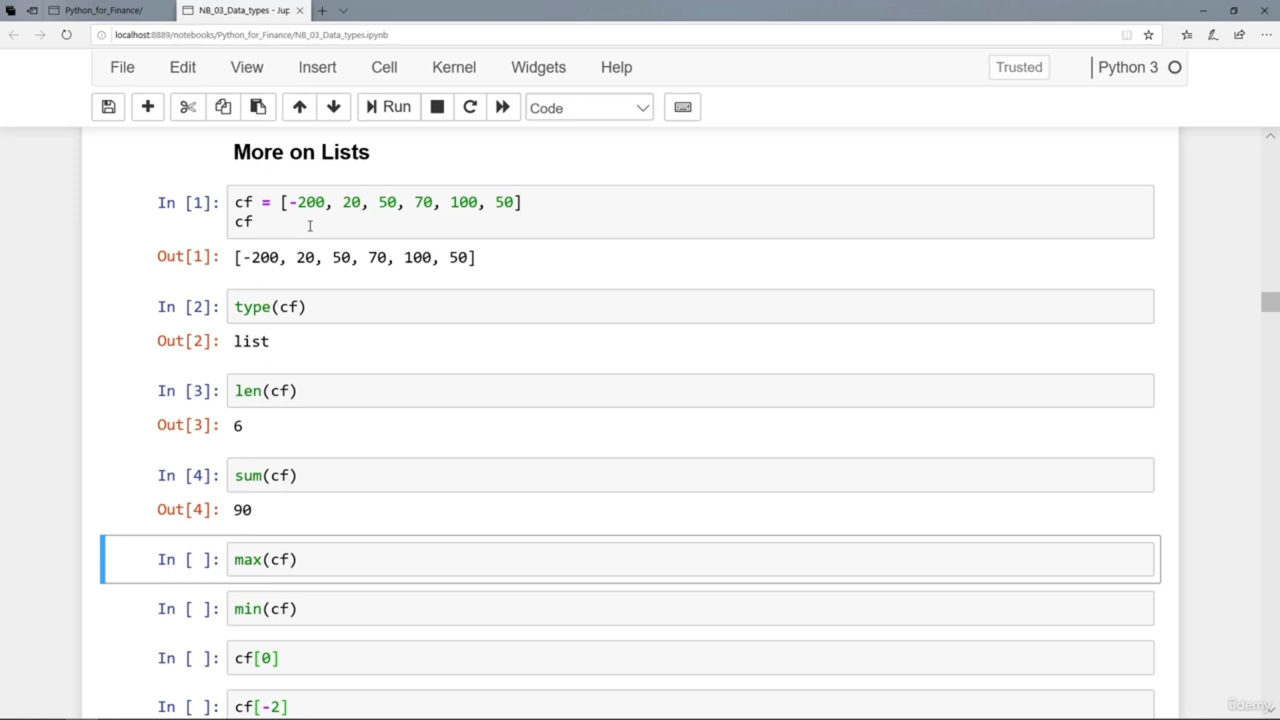 Python_for_Finance/
NB_03_Data_types - Jup
localhost:8889/notebooks/Python_for_Finance/NB_03_Data_types.ipynb
File Edit View Insert Cell Kernel Widgets Help Trusted Python 3
Run Code
More on Lists
In [1]: cf = [-200, 20, 50, 70, 100, 50]
cf
Out[1]: [-200, 20, 50, 70, 100, 50]
In [2]: type(cf)
Out[2]: list
In [3]: len(cf)
Out[3]: 6
In [4]: sum(cf)
Out[4]: 90
In [ ]: max(cf)
In [ ]: min(cf)
In [ ]: cf[0]
In [ ]: cf[-2]
ûdemy